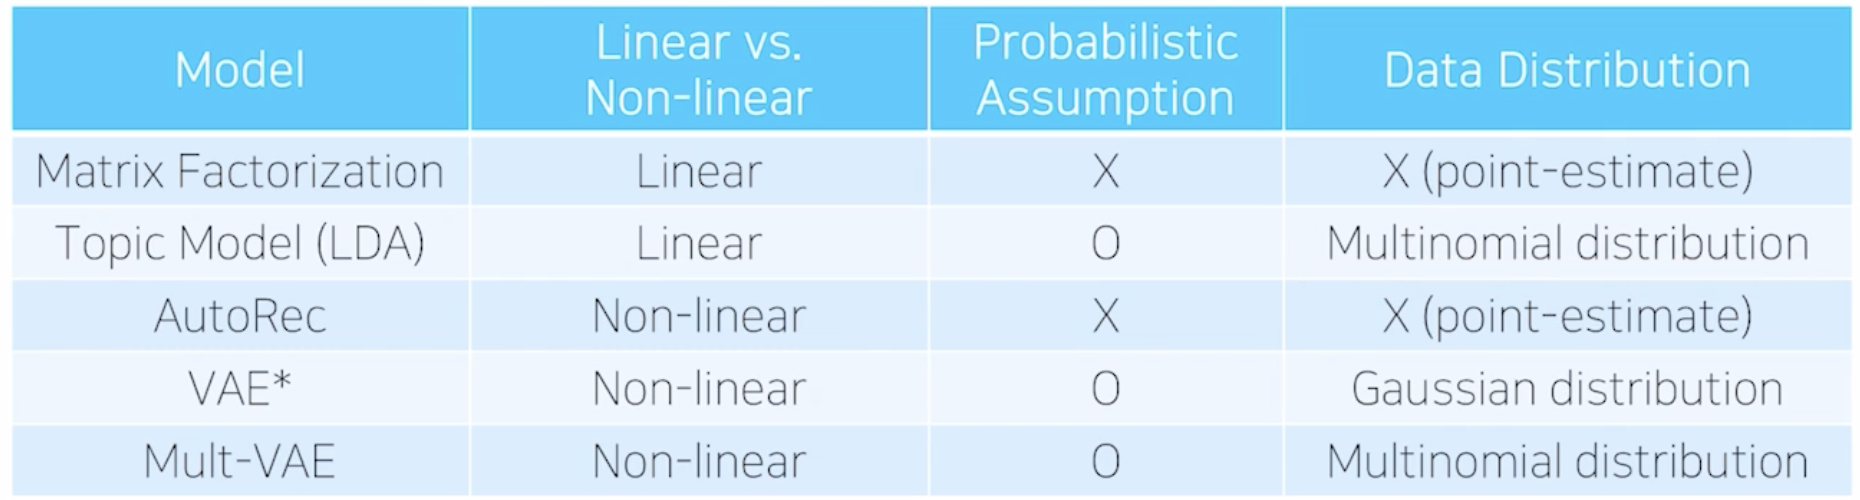 Model
Linear vs.
Non-linear
Probabilistic
Assumption
Data Distribution
Matrix Factorization Linear X X (point-estimate)
Topic Model (LDA) Linear O Multinomial distribution
AutoRec Non-linear X X (point-estimate)
VAE* Non-linear O Gaussian distribution
Mult-VAE Non-linear O Multinomial distribution